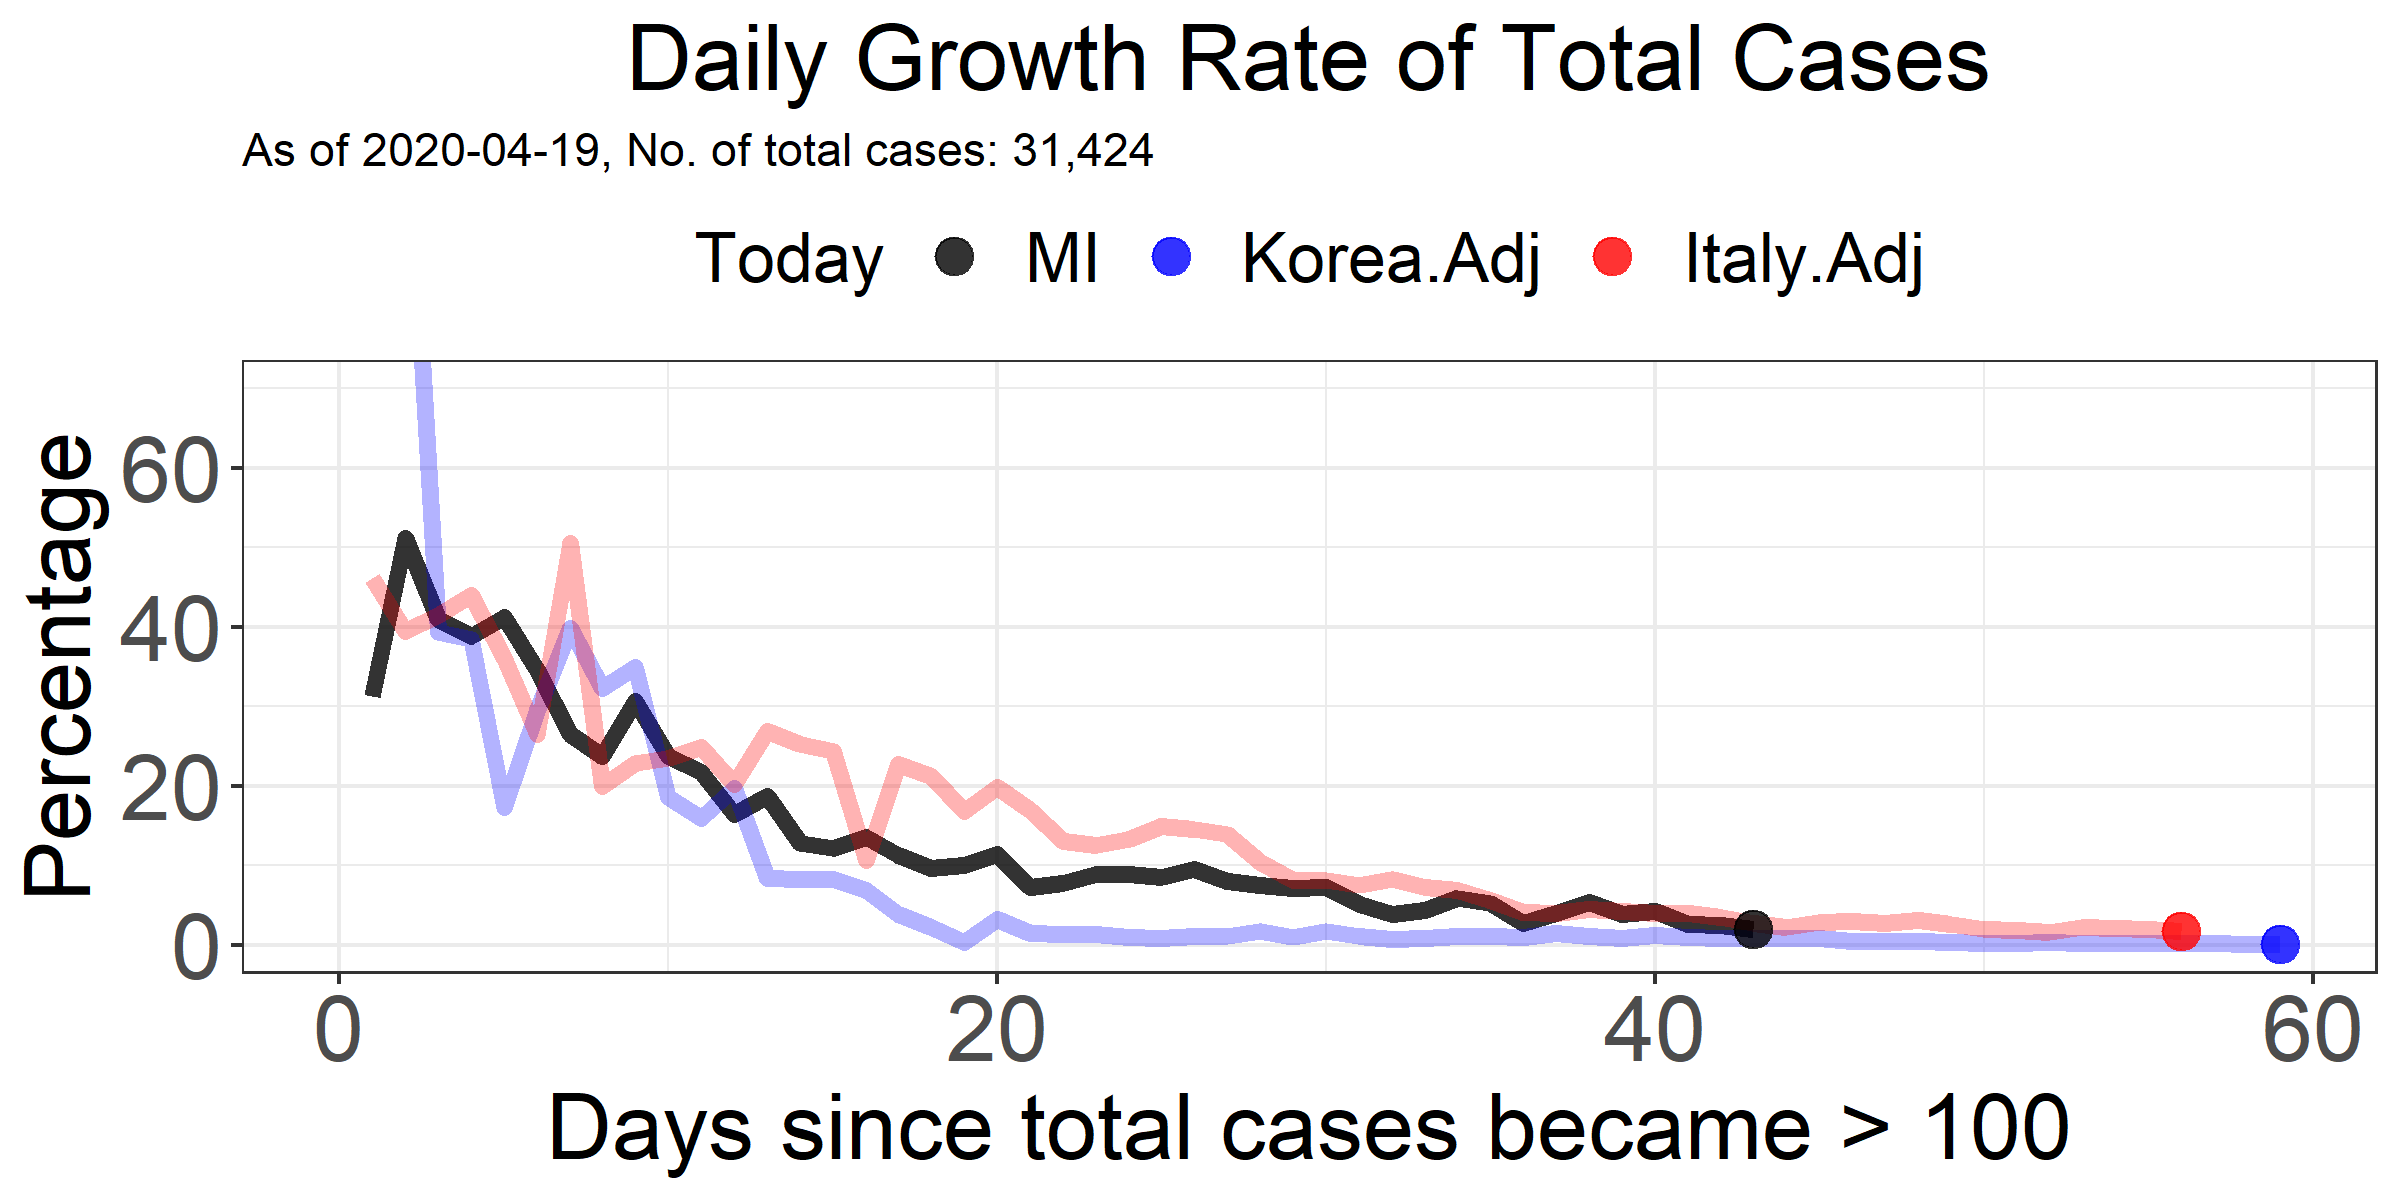 Daily Growth Rate of Total Cases
As of 2020-04-19, No. of total cases: 31,424
Today MI Korea.Adj Italy.Adj
Percentage
60
40
20
0
0 20 40 60
Days since total cases became > 100